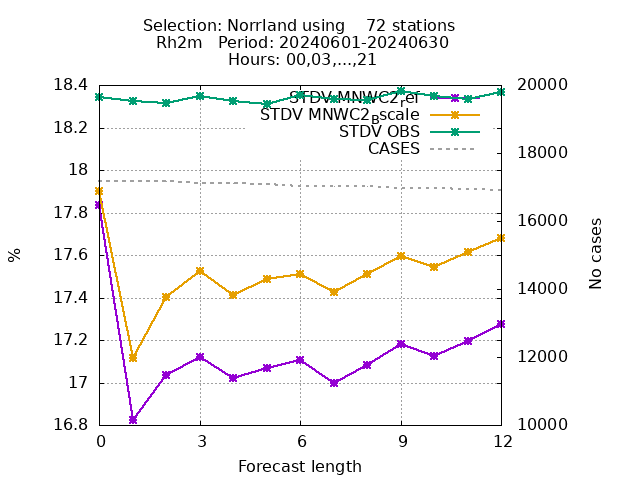 Selection: Norrland using    72 stations
Rh2m   Period: 20240601-20240630
Hours: 00,03,...,21
STDV MNWC2_ref
STDV MNWC2_Bscale
STDV OBS
CASES
18.4
18.2
18
17.8
17.6
17.4
17.2
17
16.8
%
20000
18000
16000
14000
12000
10000
No cases
0 3 6 9 12
Forecast length